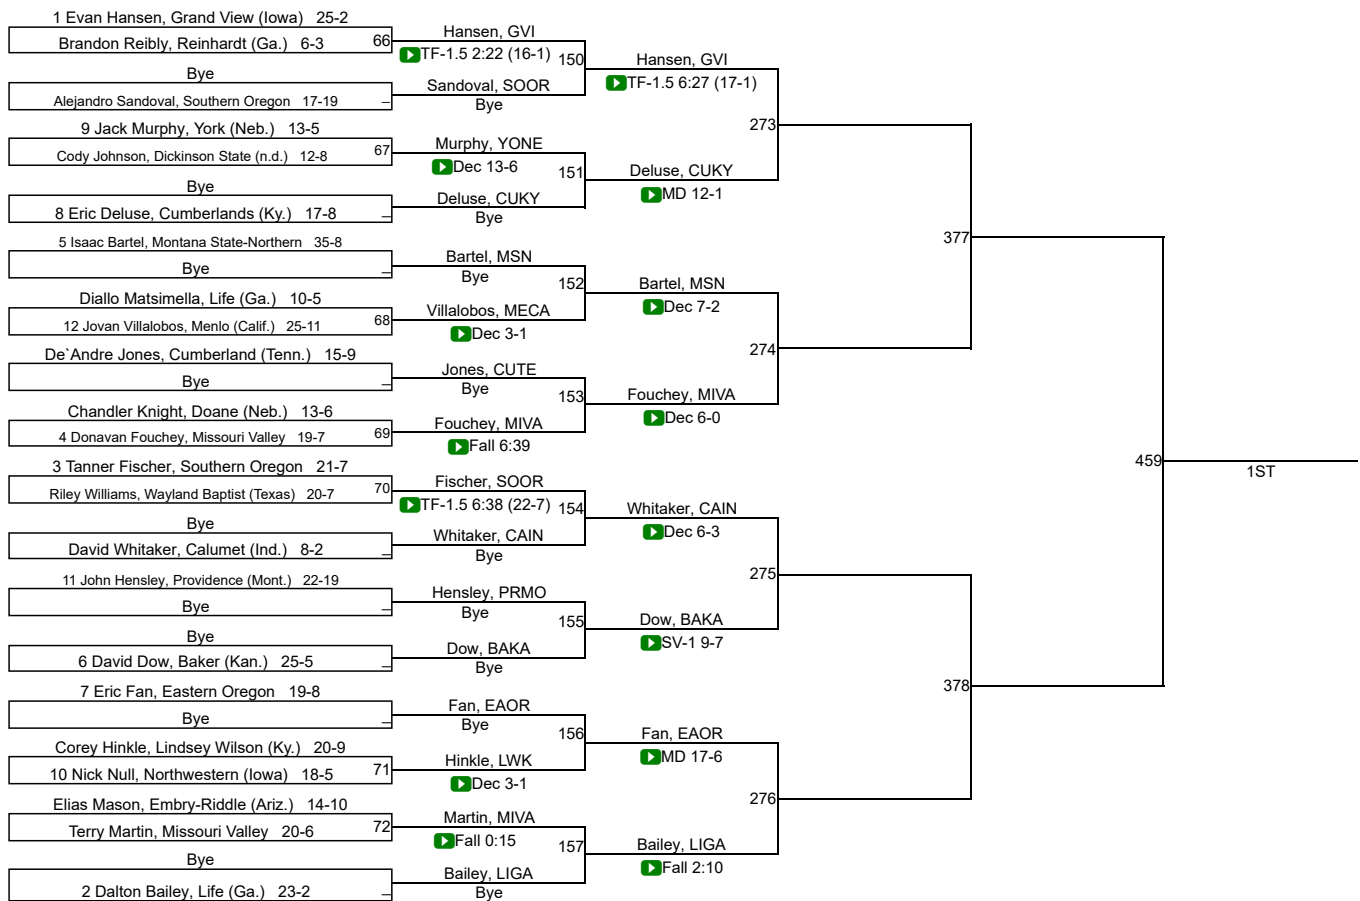 1 Evan Hansen, Grand View (Iowa) 25-2
Brandon Reibly, Reinhardt (Ga.) 6-3
66
Bye
Alejandro Sandoval, Southern Oregon 17-19
_
9 Jack Murphy, York (Neb.) 13-5
Cody Johnson, Dickinson State (n.d.) 12-8
67
Bye
8 Eric Deluse, Cumberlands (Ky.) 17-8
_
5 Isaac Bartel, Montana State-Northern 35-8
Bye
_
Diallo Matsimella, Life (Ga.) 10-5
12 Jovan Villalobos, Menlo (Calif.) 25-11
68
De`Andre Jones, Cumberland (Tenn.) 15-9
Bye
_
Chandler Knight, Doane (Neb.) 13-6
4 Donavan Fouchey, Missouri Valley 19-7
69
3 Tanner Fischer, Southern Oregon 21-7
Riley Williams, Wayland Baptist (Texas) 20-7
70
Bye
David Whitaker, Calumet (Ind.) 8-2
_
11 John Hensley, Providence (Mont.) 22-19
Bye
_
Bye
6 David Dow, Baker (Kan.) 25-5
_
7 Eric Fan, Eastern Oregon 19-8
Bye
_
Corey Hinkle, Lindsey Wilson (Ky.) 20-9
10 Nick Null, Northwestern (Iowa) 18-5
71
Elias Mason, Embry-Riddle (Ariz.) 14-10
Terry Martin, Missouri Valley 20-6
72
Bye
2 Dalton Bailey, Life (Ga.) 23-2
_
Hansen, GVI
TF-1.5 2:22 (16-1)
150
Sandoval, SOOR
Bye
Murphy, YONE
Dec 13-6
151
Deluse, CUKY
Bye
Bartel, MSN
Bye
152
Villalobos, MECA
Dec 3-1
Jones, CUTE
Bye
153
Fouchey, MIVA
Fall 6:39
Fischer, SOOR
TF-1.5 6:38 (22-7)
154
Whitaker, CAIN
Bye
Hensley, PRMO
Bye
155
Dow, BAKA
Bye
Fan, EAOR
Bye
156
Hinkle, LWK
Dec 3-1
Martin, MIVA
Fall 0:15
157
Bailey, LIGA
Bye
Hansen, GVI
TF-1.5 6:27 (17-1)
273
Deluse, CUKY
MD 12-1
Bartel, MSN
Dec 7-2
274
Fouchey, MIVA
Dec 6-0
Whitaker, CAIN
Dec 6-3
275
Dow, BAKA
SV-1 9-7
Fan, EAOR
MD 17-6
276
Bailey, LIGA
Fall 2:10
377
378
459
1ST